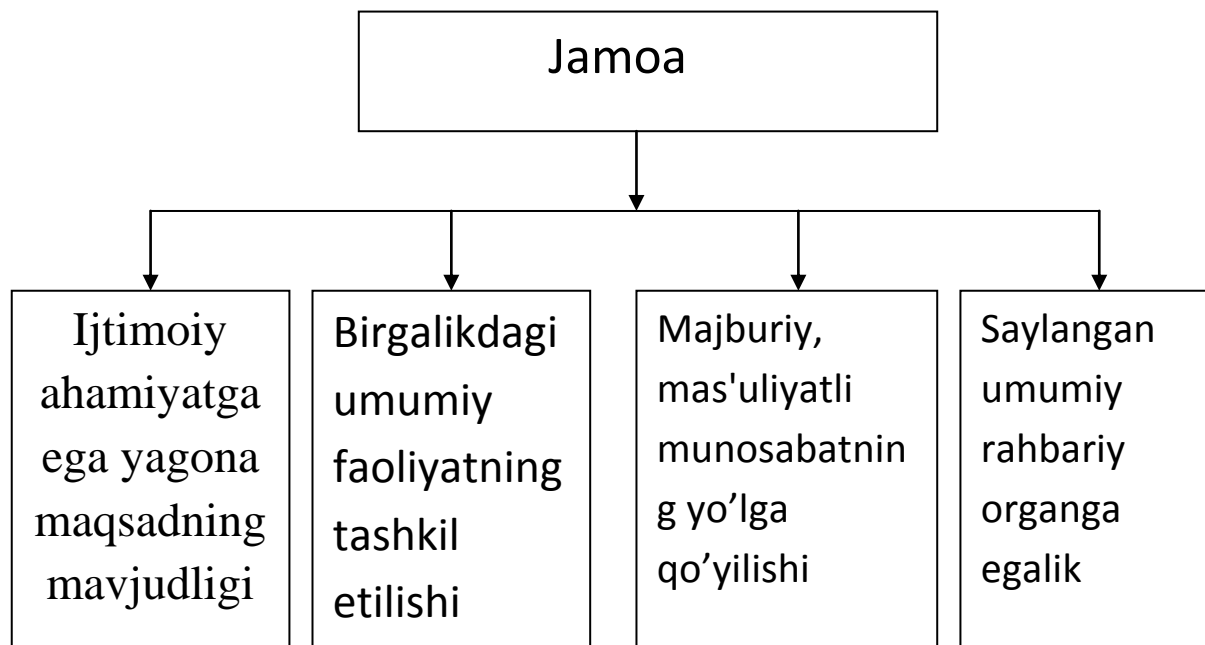 Jamoa
Ijtimoiy
ahamiyatga
ega yagona
maqsadning
mavjudligi
Birgalikdagi
umumiy
faoliyatning
tashkil
etilishi
Majburiy,
mas'uliyatli
munosabatnin
g yo’lga
qo’yilishi
Saylangan
umumiy
rahbariy
organga
egalik